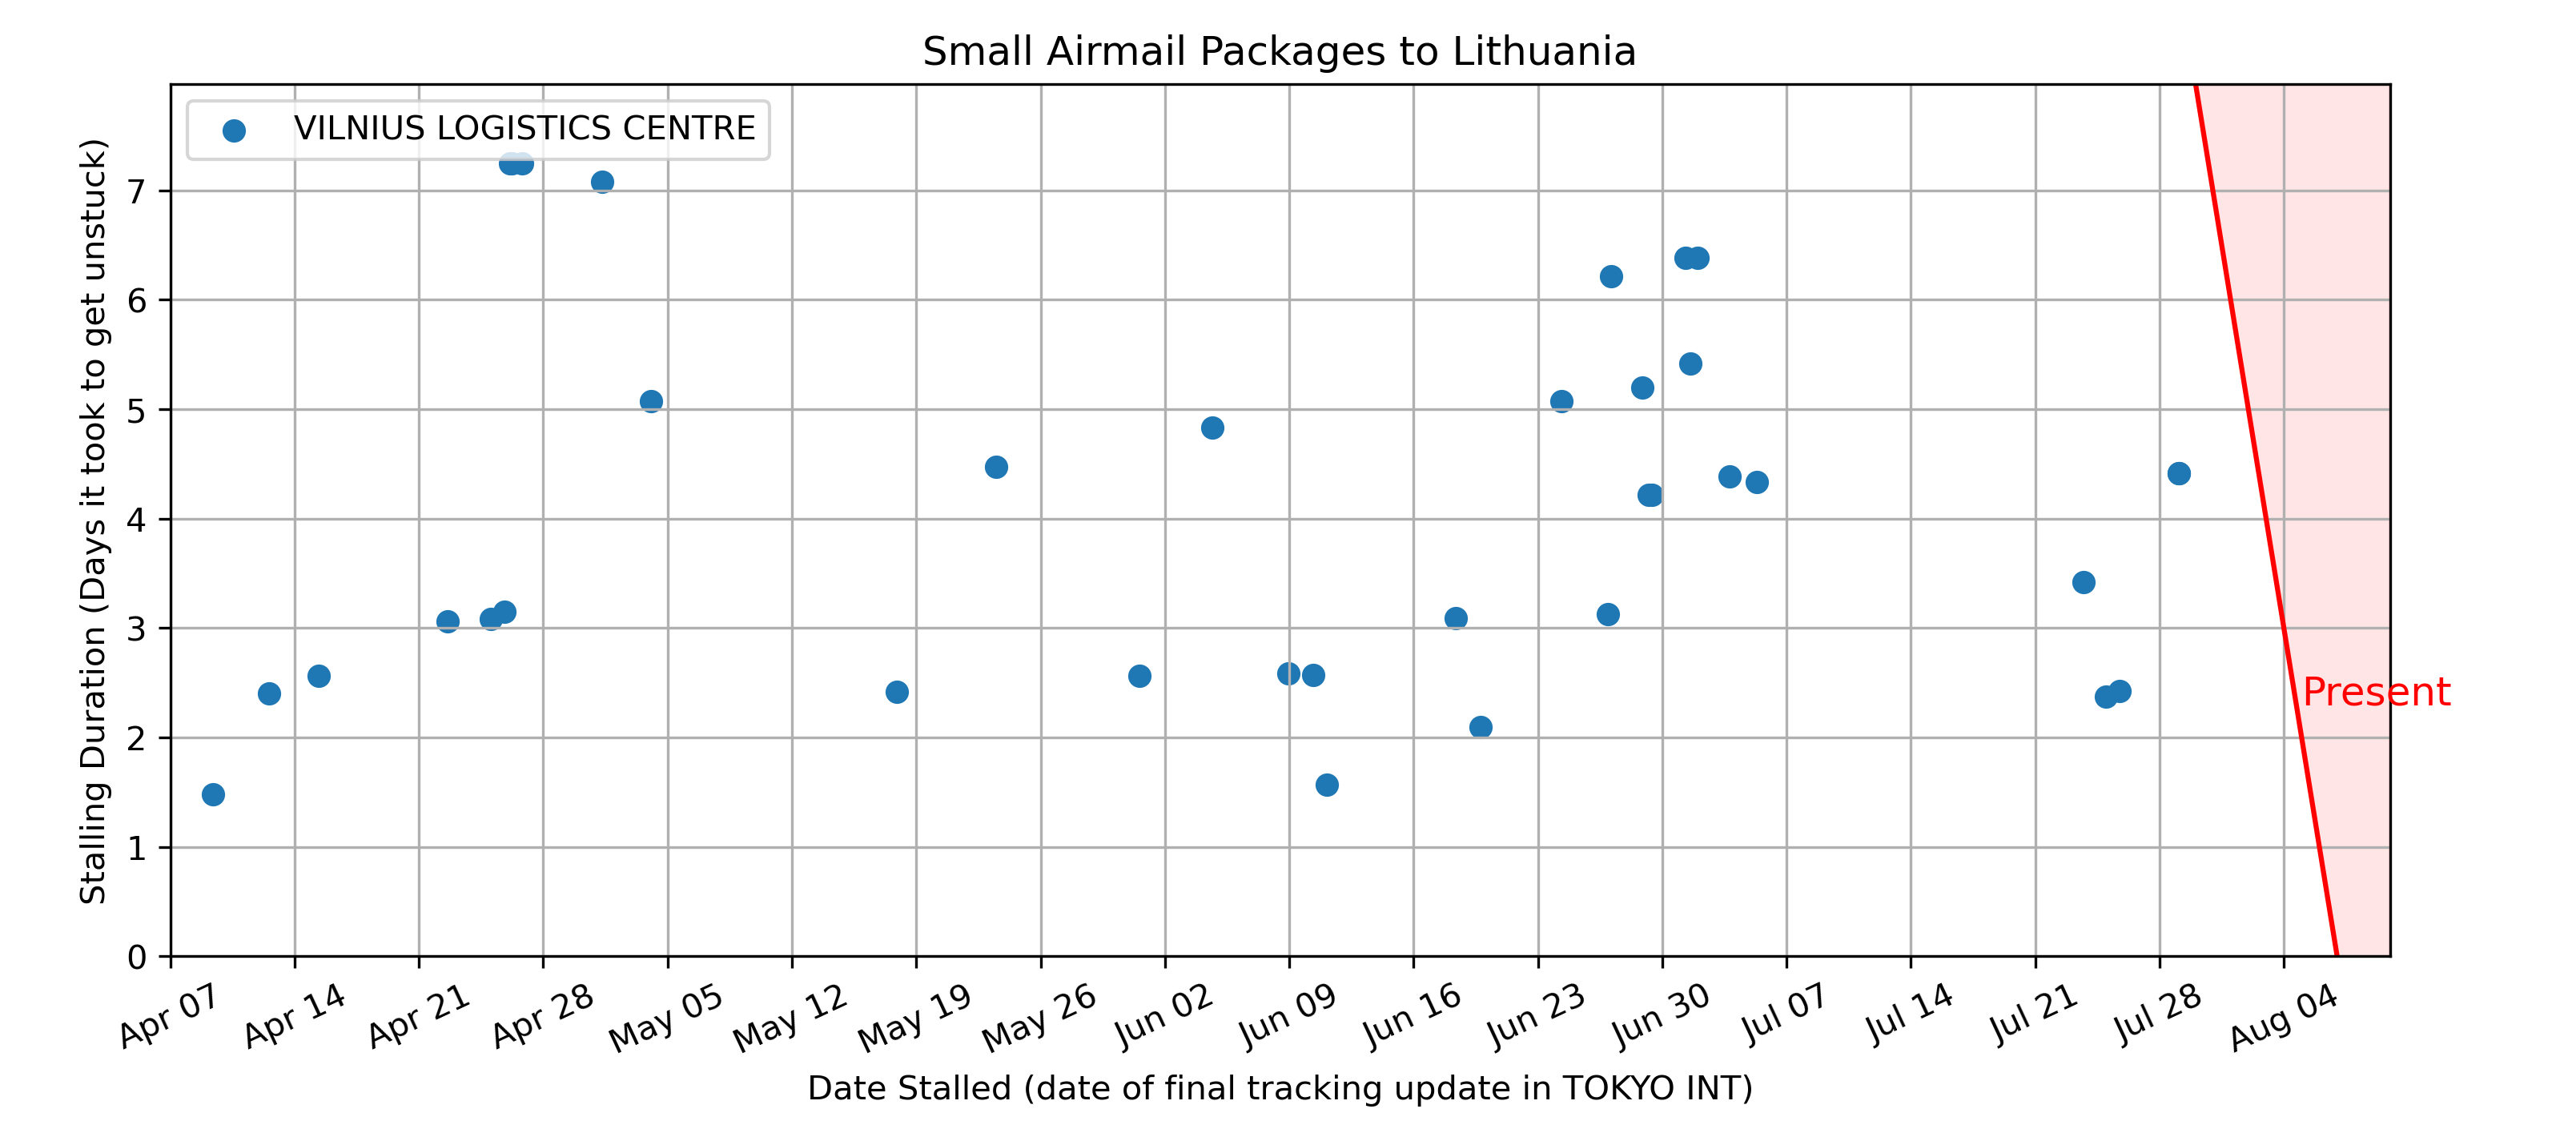 Small Airmail Packages to Lithuania
VILNIUS LOGISTICS CENTRE
Stalling Duration (Days it took to get unstuck)
7
6
5
4
3
2
1
0
Present
Apr 07
Apr 14
Apr 21
Apr 28
May 05
May 12
May 19
May 26
Jun 02
Jun 09
Jun 16
Jun 23
Jun 30
Jul 07
Jul 14
Jul 21
Jul 28
Aug 04
Date Stalled (date of final tracking update in TOKYO INT)